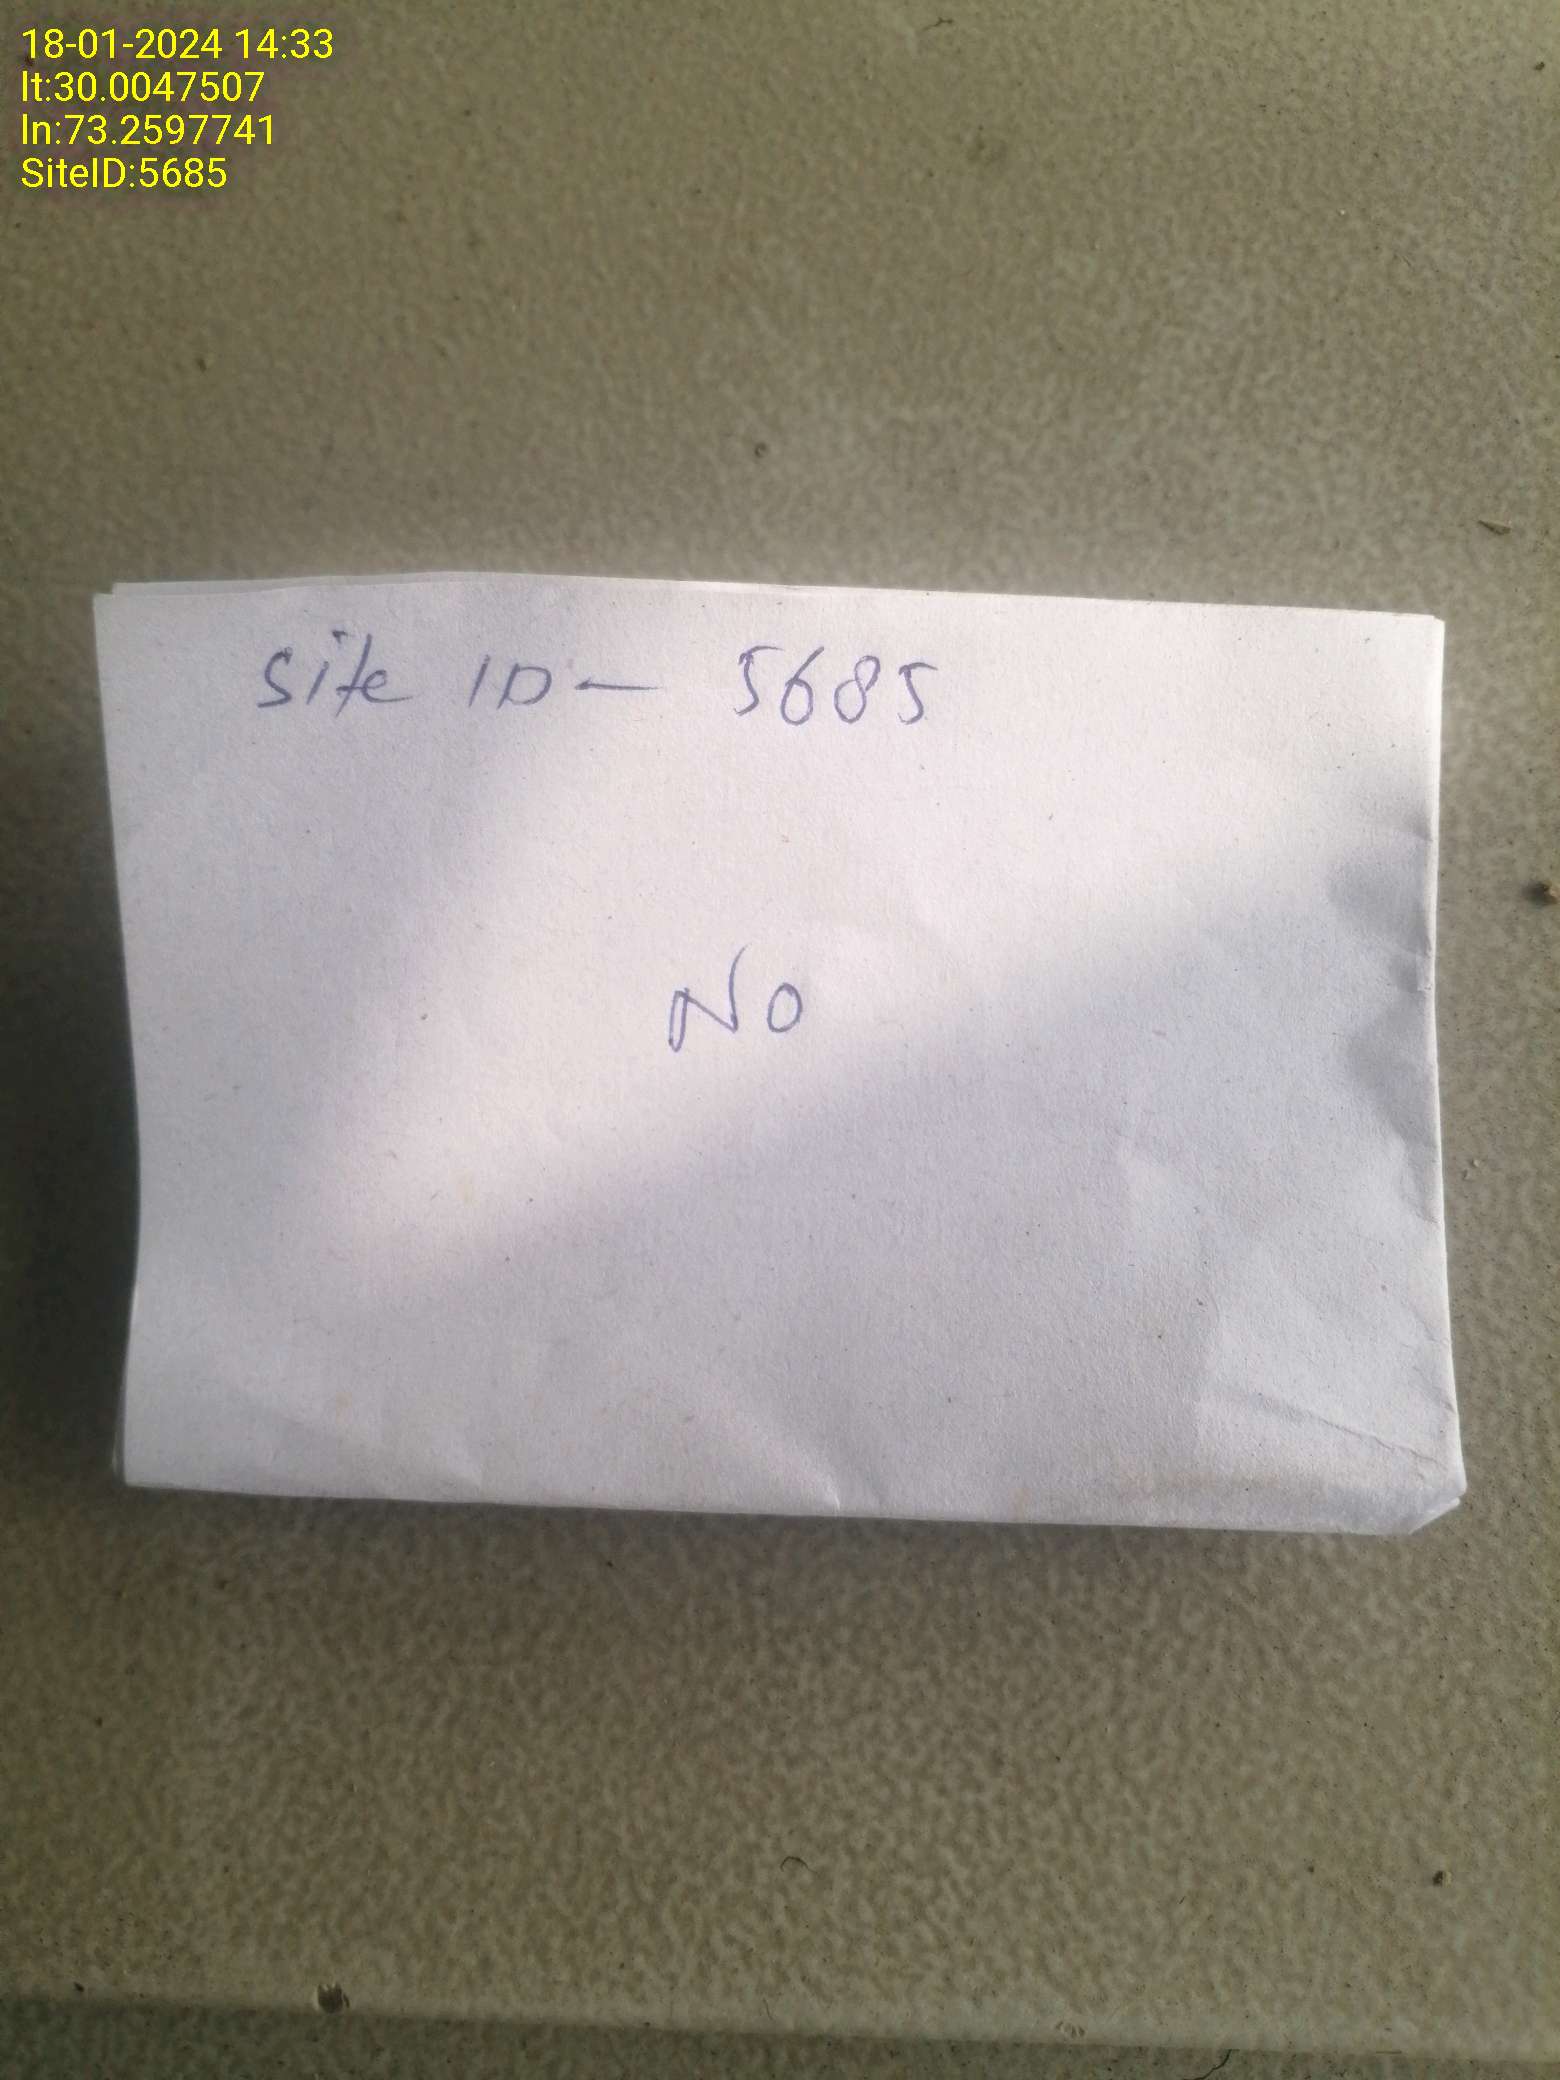 18-01-2024 14:33
lt:30.0047507
ln:73.2597741
SiteID:5685
Site ID - 5685
No